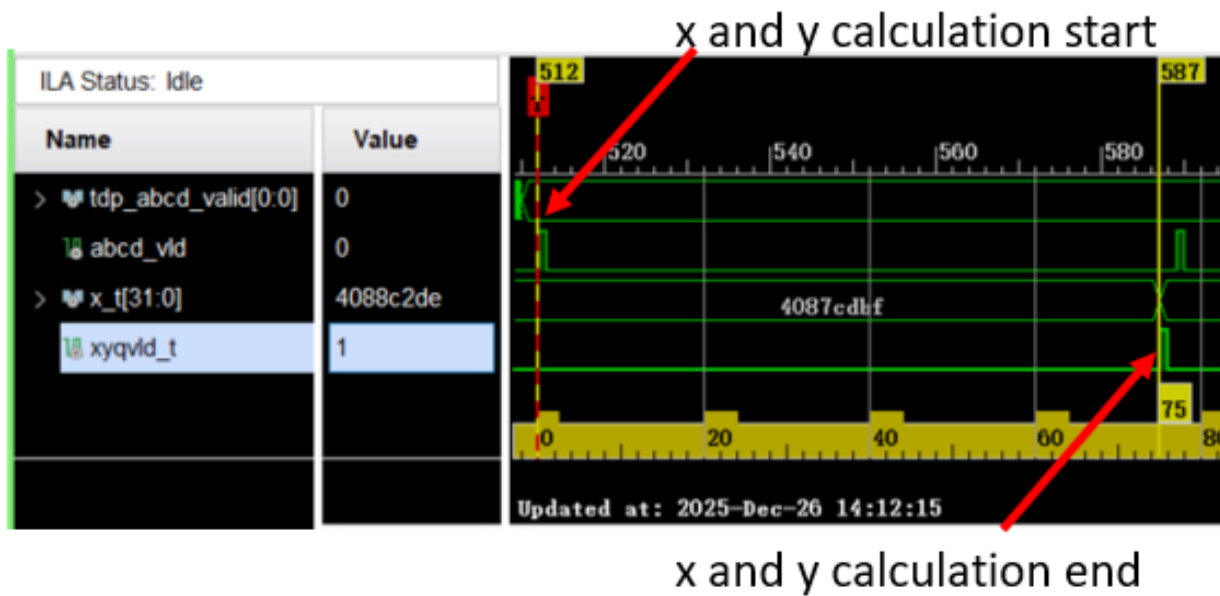 x and y calculation start
ILA Status: Idle
512
587
Name
Value
520
540
560
580
> tdp_abcd_valid[0:0]
0
abcd_vld
0
> x_t[31:0]
4088c2de
4087cdbf
xyqvld_t
1
75
0
20
40
60
80
Updated at: 2025-Dec-26 14:12:15
x and y calculation end